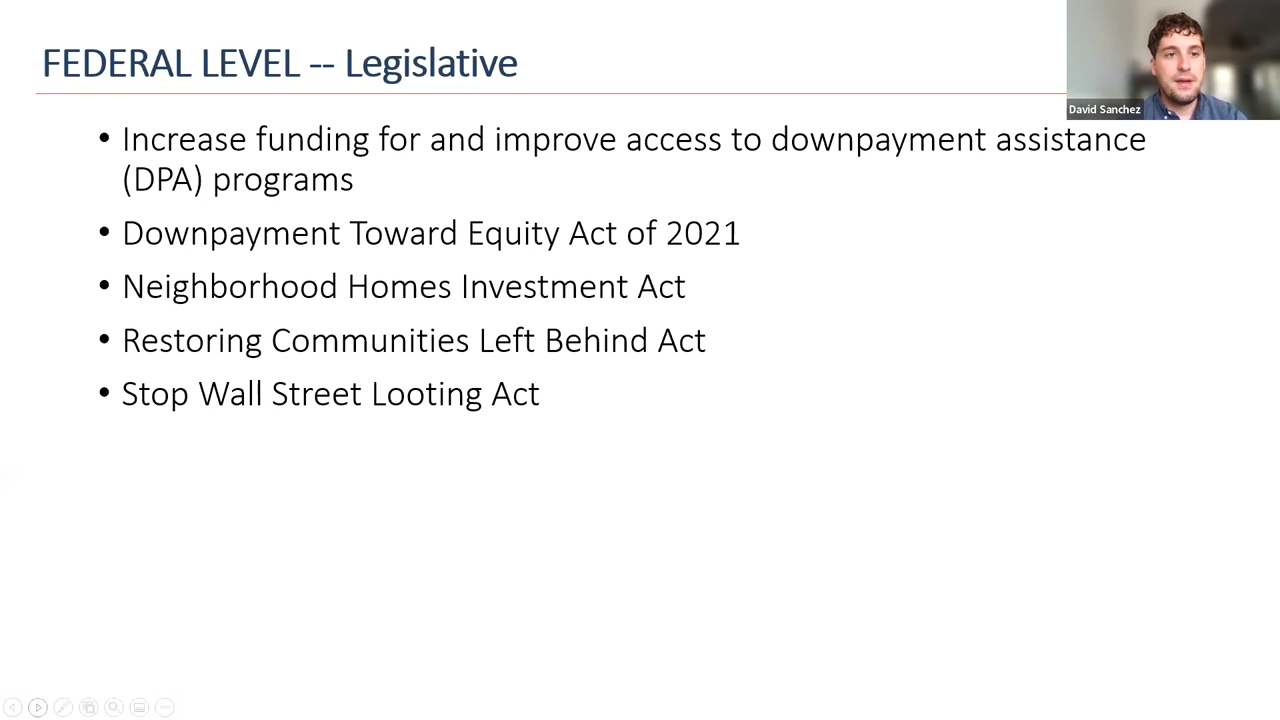 FEDERAL LEVEL -- Legislative
David Sanchez
• Increase funding for and improve access to downpayment assistance
(DPA) programs
• Downpayment Toward Equity Act of 2021
• Neighborhood Homes Investment Act
• Restoring Communities Left Behind Act
• Stop Wall Street Looting Act